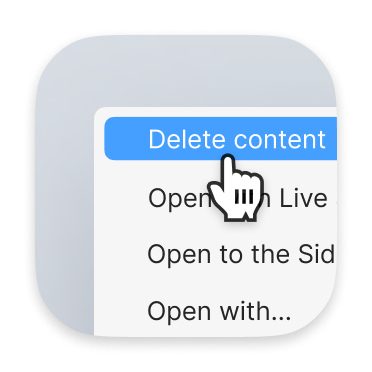 Delete content
Open Live
Open to the Sid
Open with...